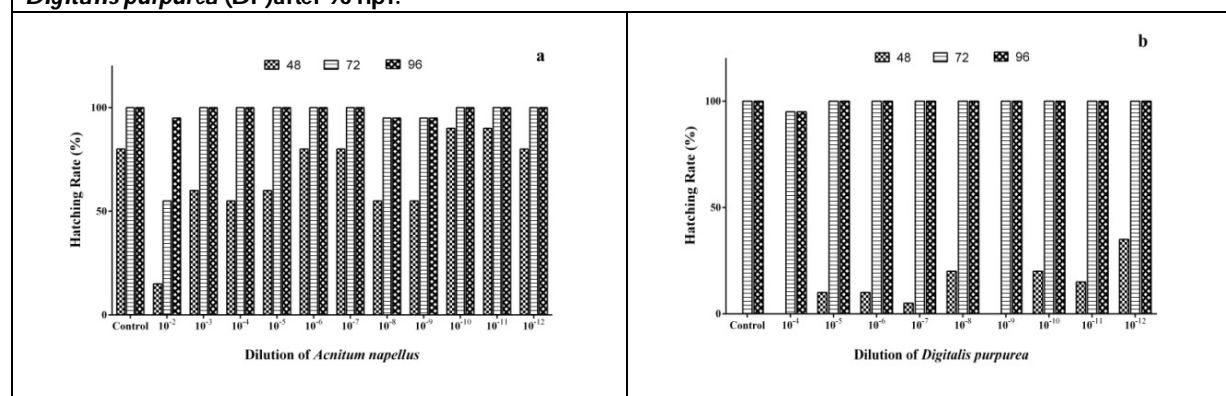 Digitalis purpurea (DP)after 96 hpf.
a
48 72 96
Hatching Rate (%)
100
50
0
Control 10-2 10-3 10-4 10-5 10-6 10-7 10-8 10-9 10-10 10-11 10-12
Dilution of Acnitum napellus
b
48 72 96
Hatching Rate (%)
100
50
0
Control 10-4 10-5 10-6 10-7 10-8 10-9 10-10 10-11 10-12
Dilution of Digitalis purpurea